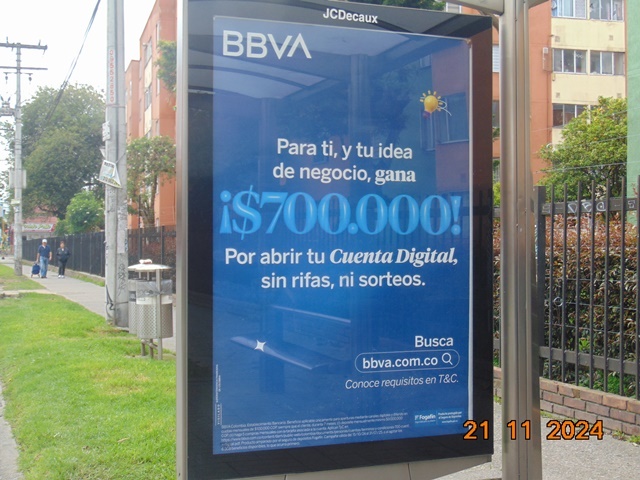 JCDecaux
BBVA
Para ti, y tu idea
de negocio, gana
¡$700.000!
Por abrir tu Cuenta Digital,
sin rifas, ni sorteos.
Busca
bbva.com.co
Conoce requisitos en T&C.
Fogafín
21 11 2024